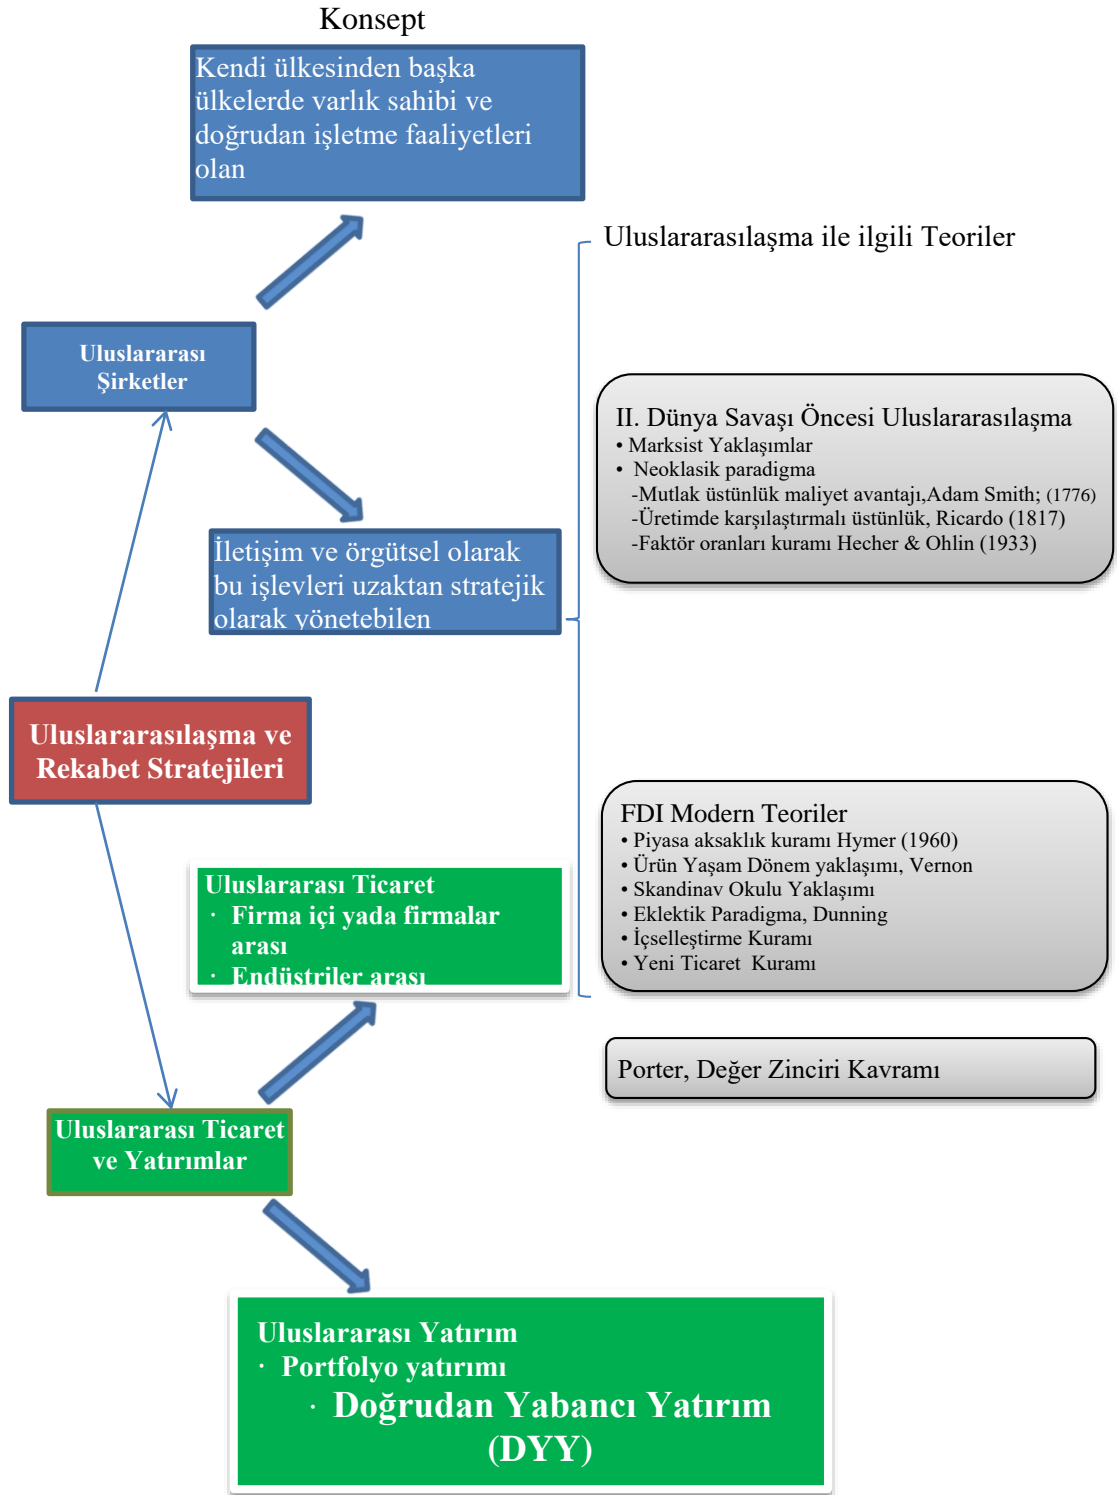 Konsept
Kendi ülkesinden başka
ülkelerde varlık sahibi ve
doğrudan işletme faaliyetleri
olan
Uluslararasılaşma ile ilgili Teoriler
Uluslararası
Şirketler
II. Dünya Savaşı Öncesi Uluslararasılaşma
• Marksist Yaklaşımlar
• Neoklasik paradigma
-Mutlak üstünlük maliyet avantajı,Adam Smith; (1776)
-Üretimde karşılaştırmalı üstünlük, Ricardo (1817)
-Faktör oranları kuramı Hecher & Ohlin (1933)
İletişim ve örgütsel olarak
bu işlevleri uzaktan stratejik
olarak yönetebilen
Uluslararasılaşma ve
Rekabet Stratejileri
FDI Modern Teoriler
• Piyasa aksaklık kuramı Hymer (1960)
• Ürün Yaşam Dönem yaklaşımı, Vernon
• Skandinav Okulu Yaklaşımı
• Eklektik Paradigma, Dunning
• İçselleştirme Kuramı
• Yeni Ticaret Kuramı
Uluslararası Ticaret
· Firma içi yada firmalar
arası
· Endüstriler arası
Porter, Değer Zinciri Kavramı
Uluslararası Ticaret
ve Yatırımlar
Uluslararası Yatırım
· Portfolyo yatırımı
· Doğrudan Yabancı Yatırım
(DYY)